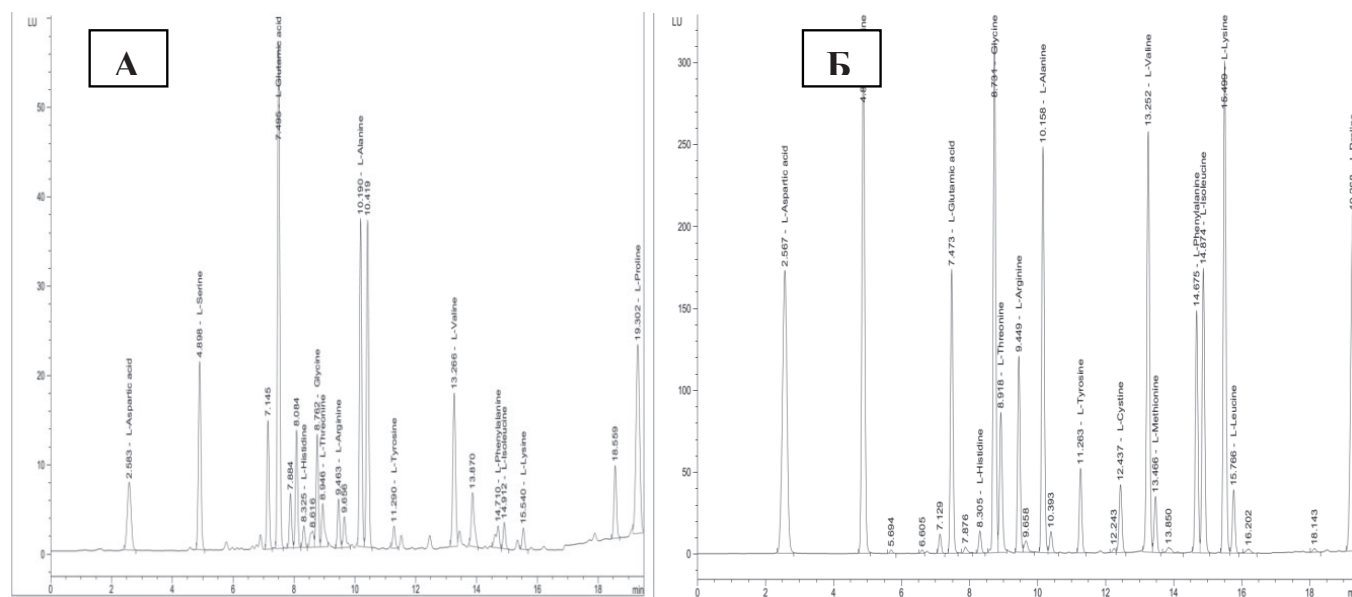 LU
А
50
40
30
20
10
0
2.583 - L-Aspartic acid
4.898 - L-Serine
7.145
7.495 - L-Glutamic acid
7.884
8.084
8.325 - L-Histidine
8.616
8.762 - Glycine
8.946 - L-Threonine
9.463 - L-Arginine
9.656
10.190 - L-Alanine
10.419
11.290 - L-Tyrosine
13.266 - L-Valine
13.870
14.710 - L-Phenylalanine
14.912 - L-Isoleucine
15.540 - L-Lysine
18.559
19.302 - L-Proline
0 2 4 6 8 10 12 14 16 18 min
LU
Б
300
250
200
150
100
50
0
2.567 - L-Aspartic acid
5.694
6.605
7.129
7.473 - L-Glutamic acid
7.876
8.305 - L-Histidine
8.731 - Glycine
8.918 - L-Threonine
9.449 - L-Arginine
9.658
10.158 - L-Alanine
10.393
11.263 - L-Tyrosine
12.243
12.437 - L-Cystine
13.252 - L-Valine
13.466 - L-Methionine
13.850
14.675 - L-Phenylalanine
14.874 - L-Isoleucine
15.499 - L-Lysine
15.766 - L-Leucine
16.202
18.143
0 2 4 6 8 10 12 14 16 18